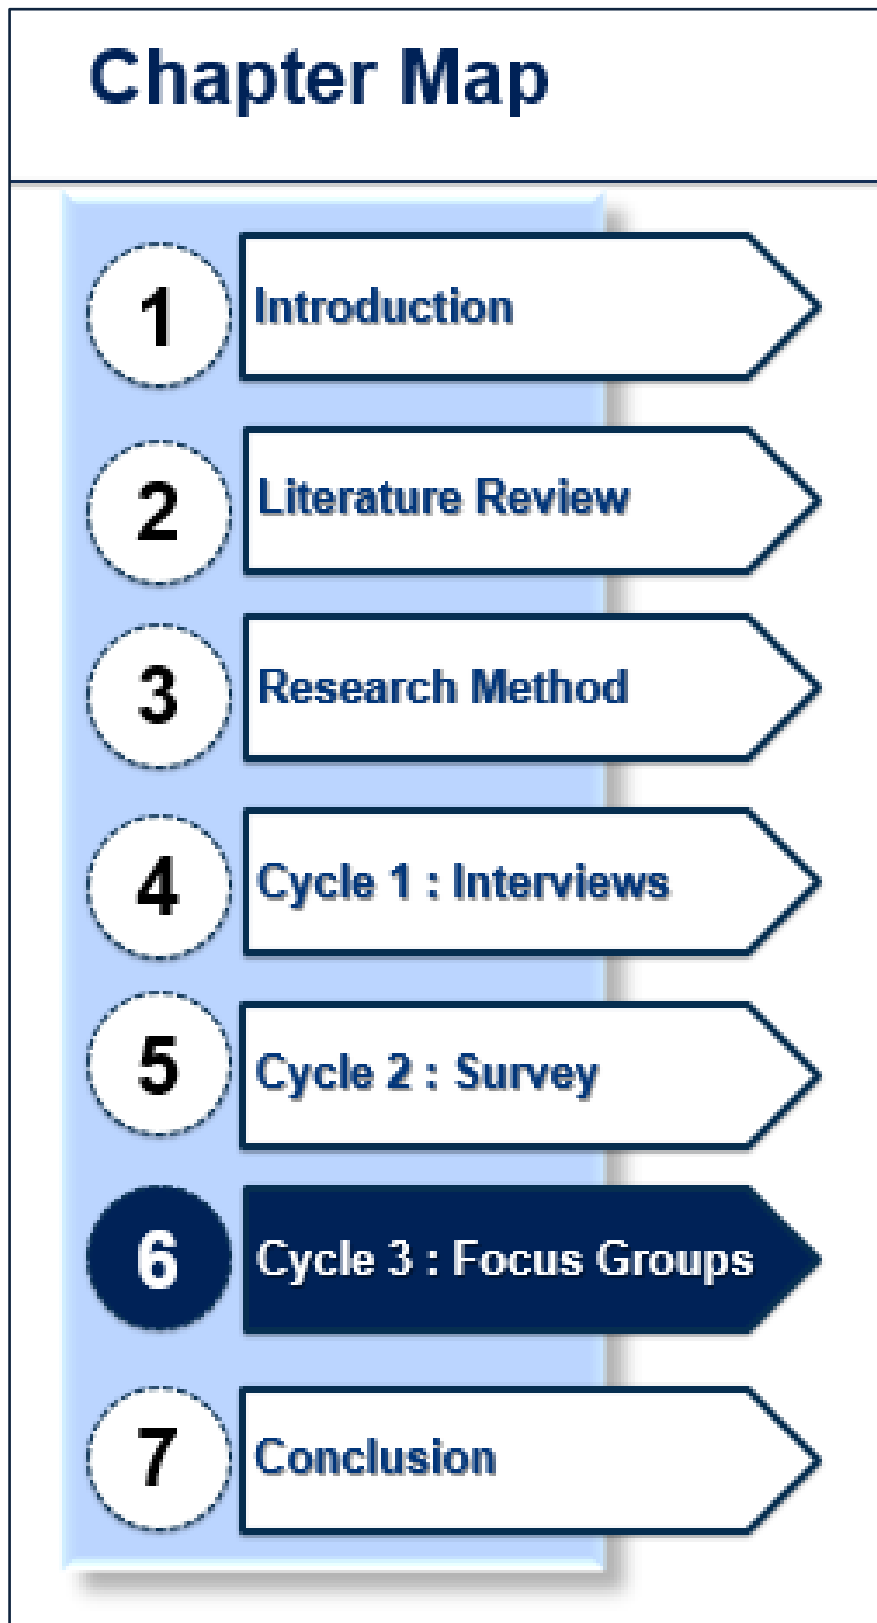 Chapter Map
1 Introduction
2 Literature Review
3 Research Method
4 Cycle 1 : Interviews
5 Cycle 2 : Survey
6 Cycle 3 : Focus Groups
7 Conclusion